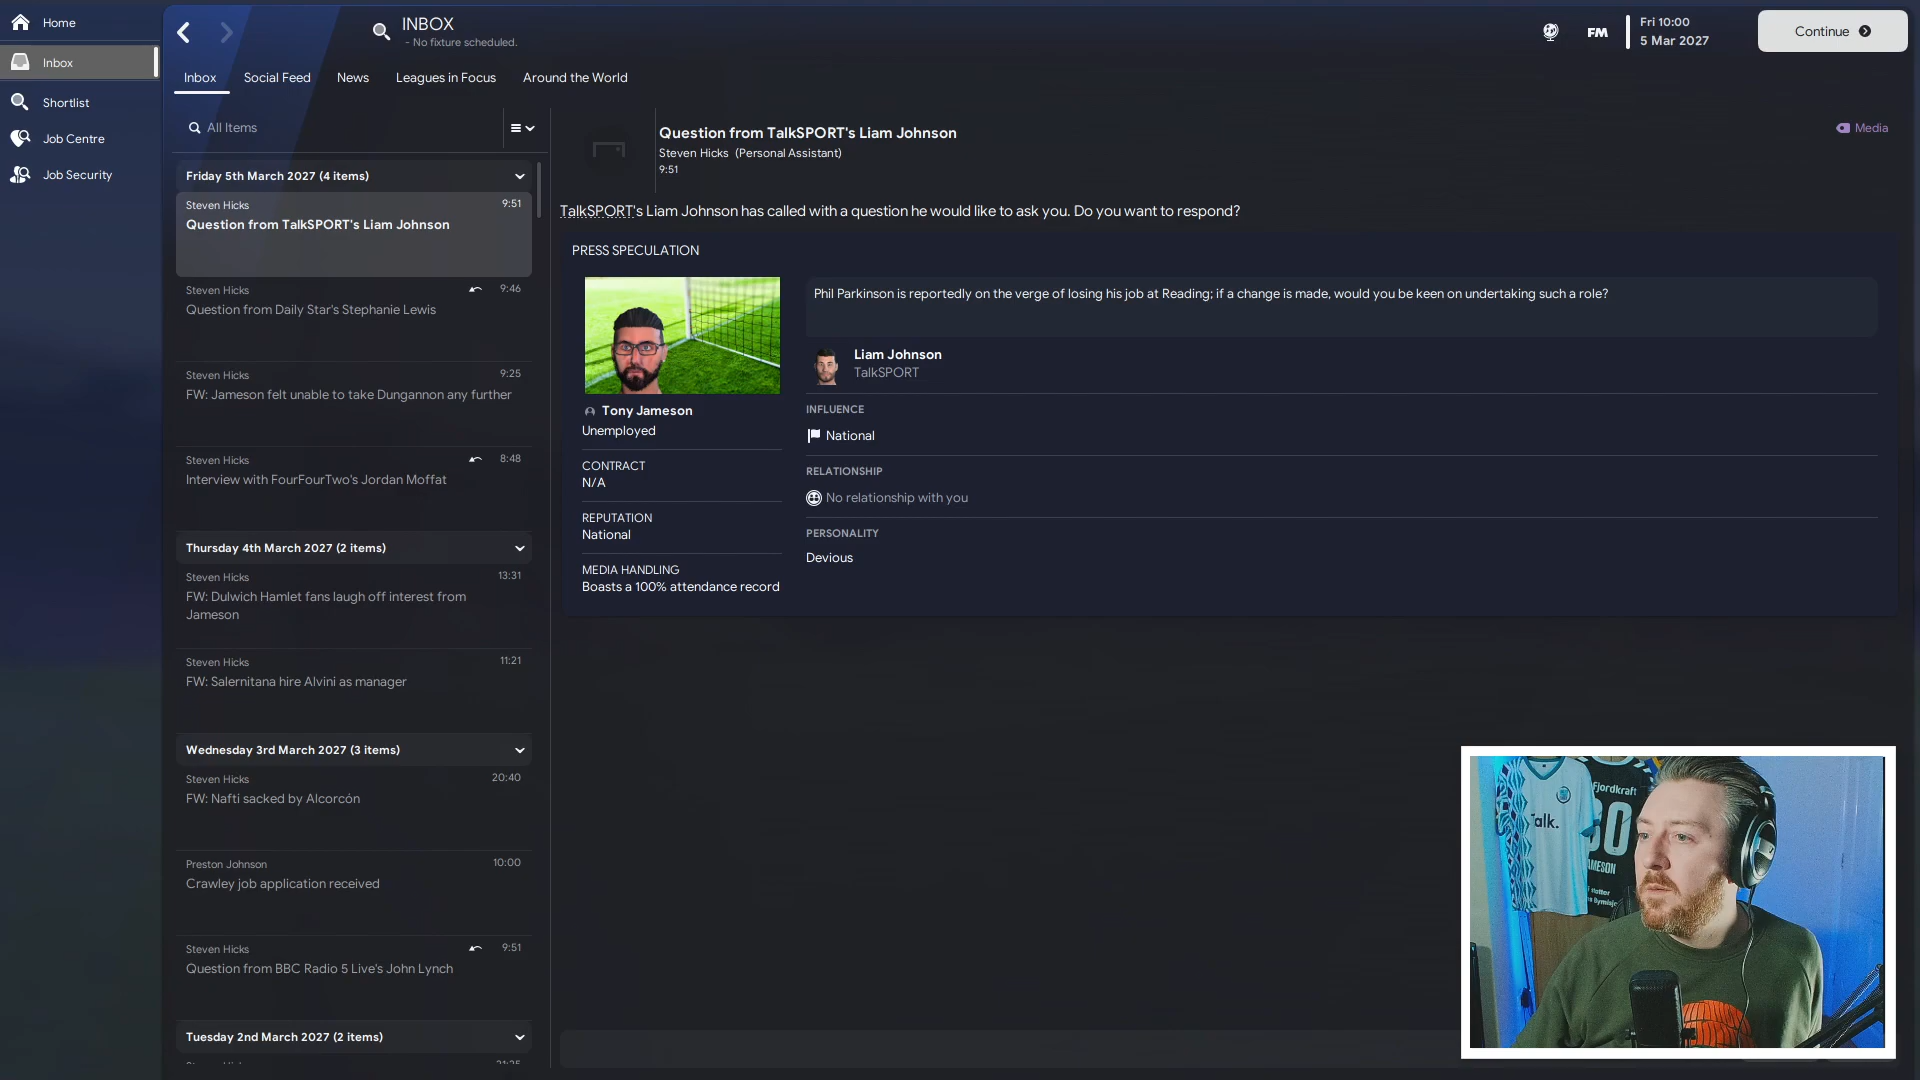 Home
Inbox
Shortlist
Job Centre
Job Security
INBOX
- No fixture scheduled.
FM
Fri 10:00
5 Mar 2027
Continue
Inbox
Social Feed
News
Leagues in Focus
Around the World
All Items
Friday 5th March 2027 (4 items)
Steven Hicks
9:51
Question from TalkSPORT's Liam Johnson
Steven Hicks
9:46
Question from Daily Star's Stephanie Lewis
Steven Hicks
9:25
FW: Jameson felt unable to take Dungannon any further
Steven Hicks
8:48
Interview with FourFourTwo's Jordan Moffat
Thursday 4th March 2027 (2 items)
Steven Hicks
13:31
FW: Dulwich Hamlet fans laugh off interest from
Jameson
Steven Hicks
11:21
FW: Salernitana hire Alvini as manager
Wednesday 3rd March 2027 (3 items)
Steven Hicks
20:40
FW: Nafti sacked by Alcorcón
Preston Johnson
10:00
Crawley job application received
Steven Hicks
9:51
Question from BBC Radio 5 Live's John Lynch
Tuesday 2nd March 2027 (2 items)
Question from TalkSPORT's Liam Johnson
Steven Hicks (Personal Assistant)
9:51
Media
TalkSPORT's Liam Johnson has called with a question he would like to ask you. Do you want to respond?
PRESS SPECULATION
Tony Jameson
Unemployed
CONTRACT
N/A
REPUTATION
National
MEDIA HANDLING
Boasts a 100% attendance record
Phil Parkinson is reportedly on the verge of losing his job at Reading; if a change is made, would you be keen on undertaking such a role?
Liam Johnson
TalkSPORT
INFLUENCE
National
RELATIONSHIP
No relationship with you
PERSONALITY
Devious
Talk.
Fjordkraft